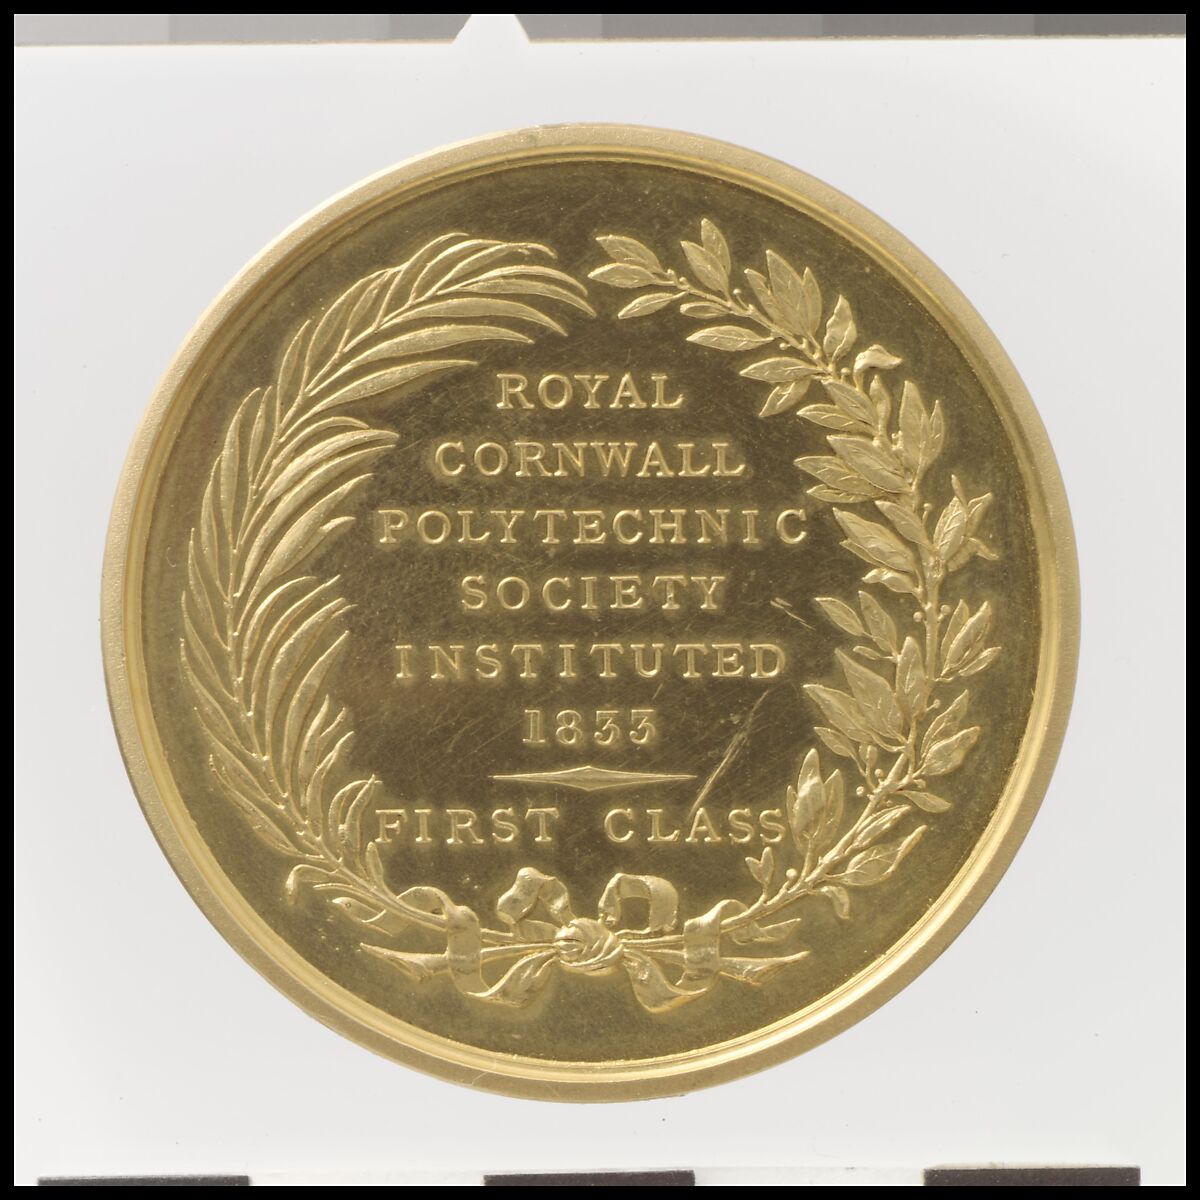 ROYAL
CORNWALL
POLYTECHNIC
SOCIETY
INSTITUTED
1833
FIRST CLASS